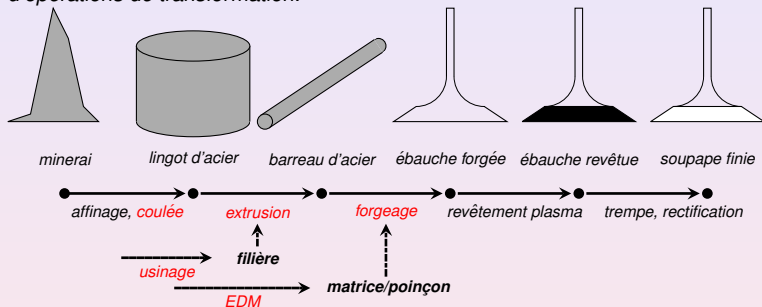 d'opérations de transformation.
minerai lingot d'acier barreau d'acier ébauche forgée ébauche revêtue soupape finie
affinage, coulée extrusion forgeage revêtement plasma trempe, rectification
filière
usinage
matrice/poinçon
EDM